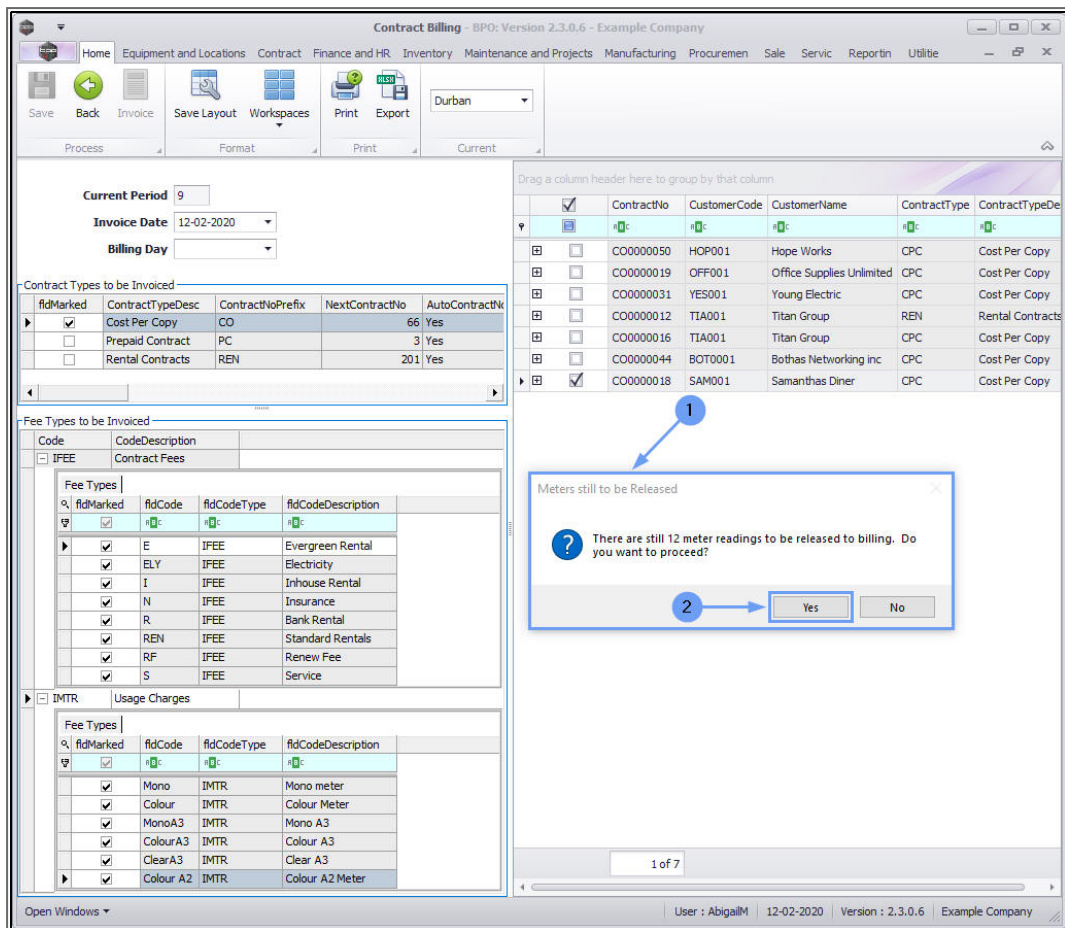 Contract Billing - BPO: Version 2.3.0.6 - Example Company
Home Equipment and Locations Contract Finance and HR Inventory Maintenance and Projects Manufacturing Procuremen Sale Servic Reportin Utilitie
Save Back Invoice Save Layout Workspaces Print Export Durban
Process Format Print Current
Current Period 9
Invoice Date 12-02-2020
Billing Day
Contract Types to be Invoiced
fldMarked ContractTypeDesc ContractNoPrefix NextContractNo AutoContractNo
Cost Per Copy CO 66 Yes
Prepaid Contract PC 3 Yes
Rental Contracts REN 201 Yes
Fee Types to be Invoiced
Code CodeDescription
IFEE Contract Fees
Fee Types
fldMarked fldCode fldCodeType fldCodeDescription
E IFEE Evergreen Rental
ELY IFEE Electricity
I IFEE Inhouse Rental
N IFEE Insurance
R IFEE Bank Rental
REN IFEE Standard Rentals
RF IFEE Renew Fee
S IFEE Service
IMTR Usage Charges
Fee Types
fldMarked fldCode fldCodeType fldCodeDescription
Mono IMTR Mono meter
Colour IMTR Colour Meter
MonoA3 IMTR Mono A3
ColourA3 IMTR Colour A3
ClearA3 IMTR Clear A3
Colour A2 IMTR Colour A2 Meter
Drag a column header here to group by that column
ContractNo CustomerCode CustomerName ContractType ContractTypeDe
CO0000050 HOP001 Hope Works CPC Cost Per Copy
CO0000019 OFF001 Office Supplies Unlimited CPC Cost Per Copy
CO0000031 YES001 Young Electric CPC Cost Per Copy
CO0000012 TIA001 Titan Group REN Rental Contracts
CO0000016 TIA001 Titan Group CPC Cost Per Copy
CO0000044 BOT0001 Bothas Networking inc CPC Cost Per Copy
CO0000018 SAM001 Samanthas Diner CPC Cost Per Copy
1
Meters still to be Released
There are still 12 meter readings to be released to billing. Do
you want to proceed?
2 Yes No
1 of 7
Open Windows User : AbigailM 12-02-2020 Version : 2.3.0.6 Example Company